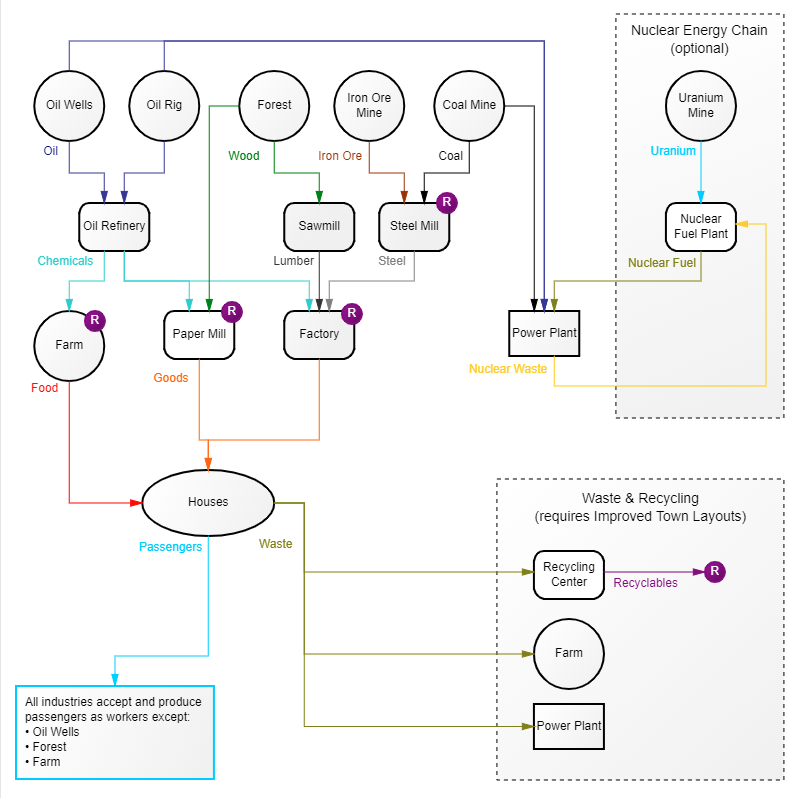 Nuclear Energy Chain
(optional)
Oil Wells
Oil Rig
Forest
Iron Ore
Mine
Coal Mine
Uranium
Mine
Oil
Wood
Iron Ore
Coal
Uranium
R
Oil Refinery
Sawmill
Steel Mill
Nuclear
Fuel Plant
Chemicals
Lumber
Steel
Nuclear Fuel
R
R
R
Farm
Paper Mill
Factory
Power Plant
Food
Goods
Nuclear Waste
Houses
Passengers
Waste
Waste & Recycling
(requires Improved Town Layouts)
Recycling
Center
Recyclables
R
Farm
Power Plant
All industries accept and produce
passengers as workers except:
• Oil Wells
• Forest
• Farm